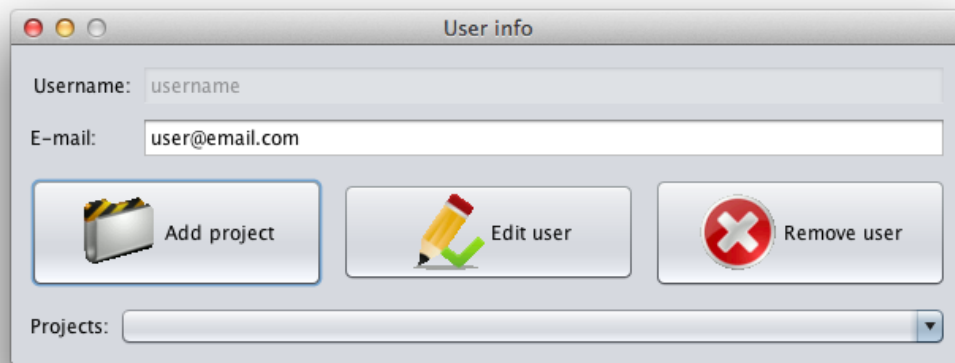 User info
Username: username
E-mail: user@email.com
Add project Edit user Remove user
Projects: